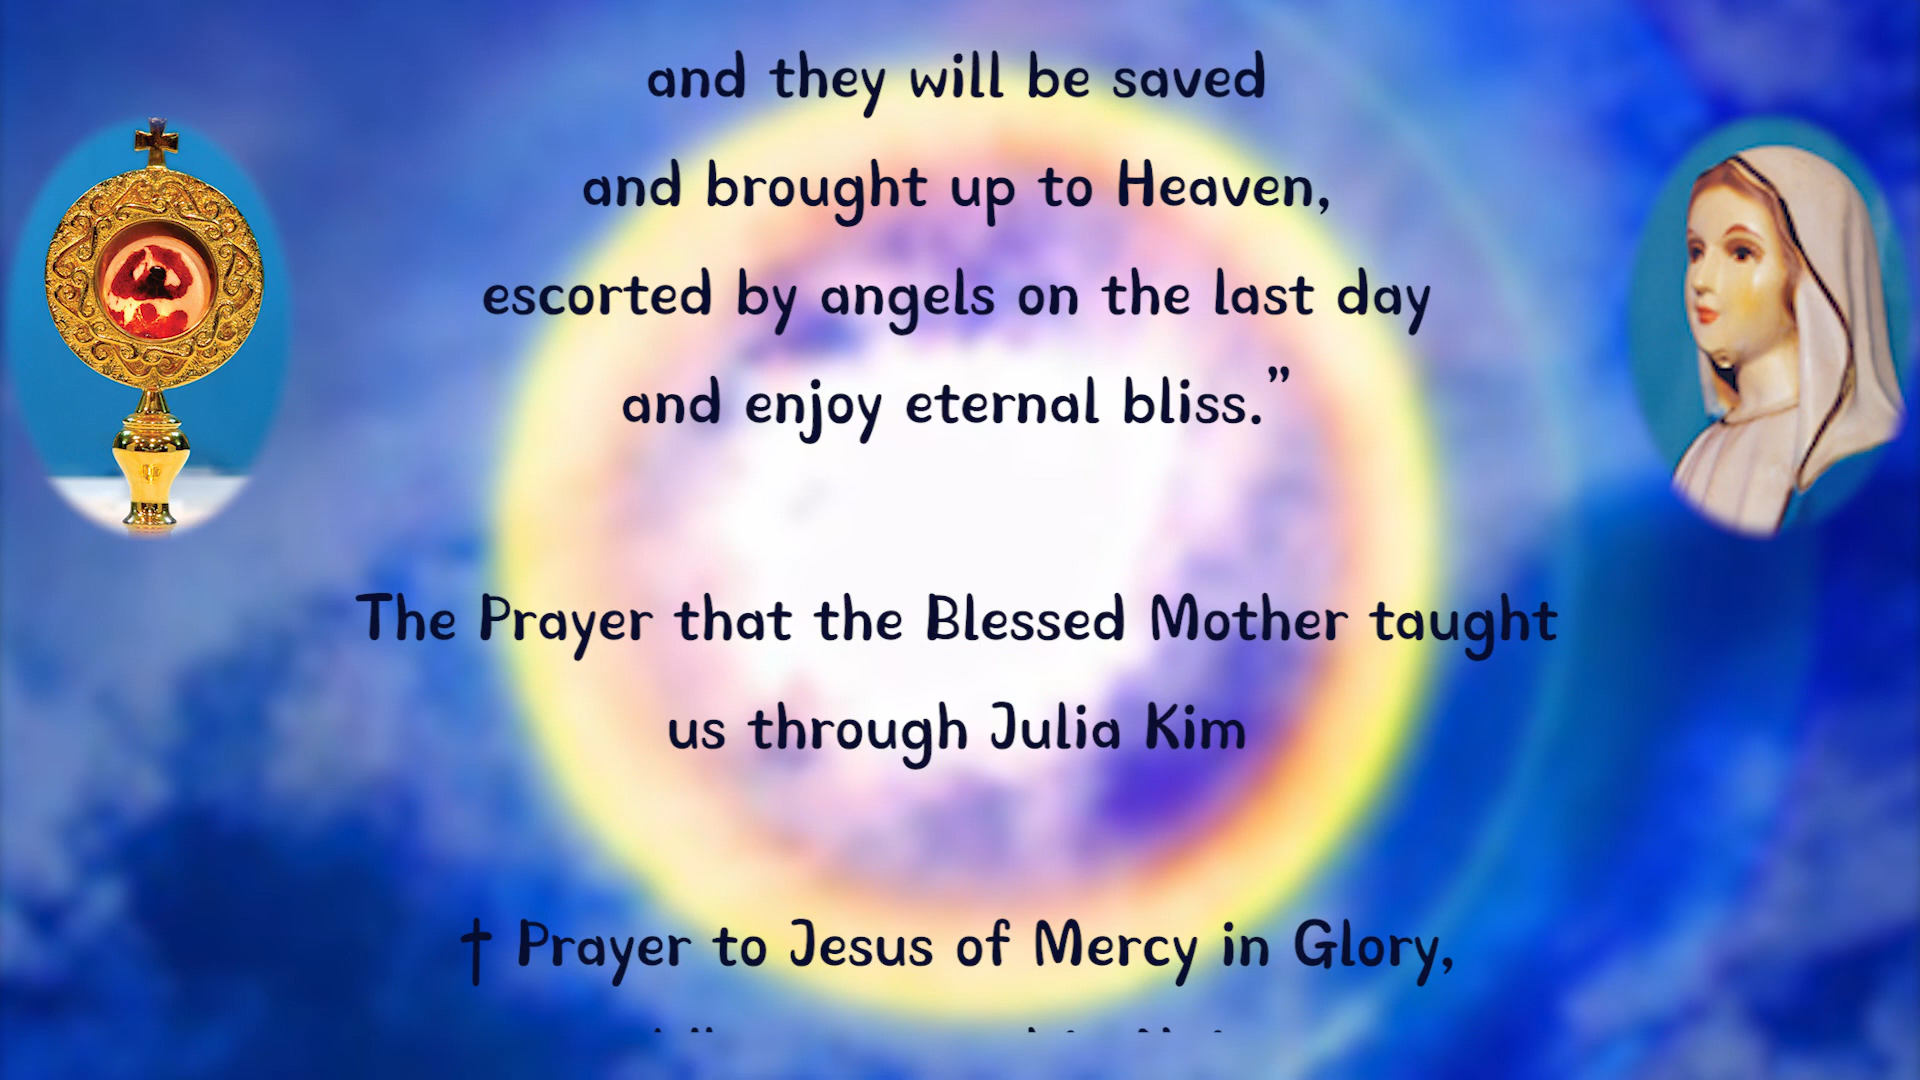 and they will be saved
and brought up to Heaven,
escorted by angels on the last day
and enjoy eternal bliss.”
The Prayer that the Blessed Mother taught
us through Julia Kim
† Prayer to Jesus of Mercy in Glory,